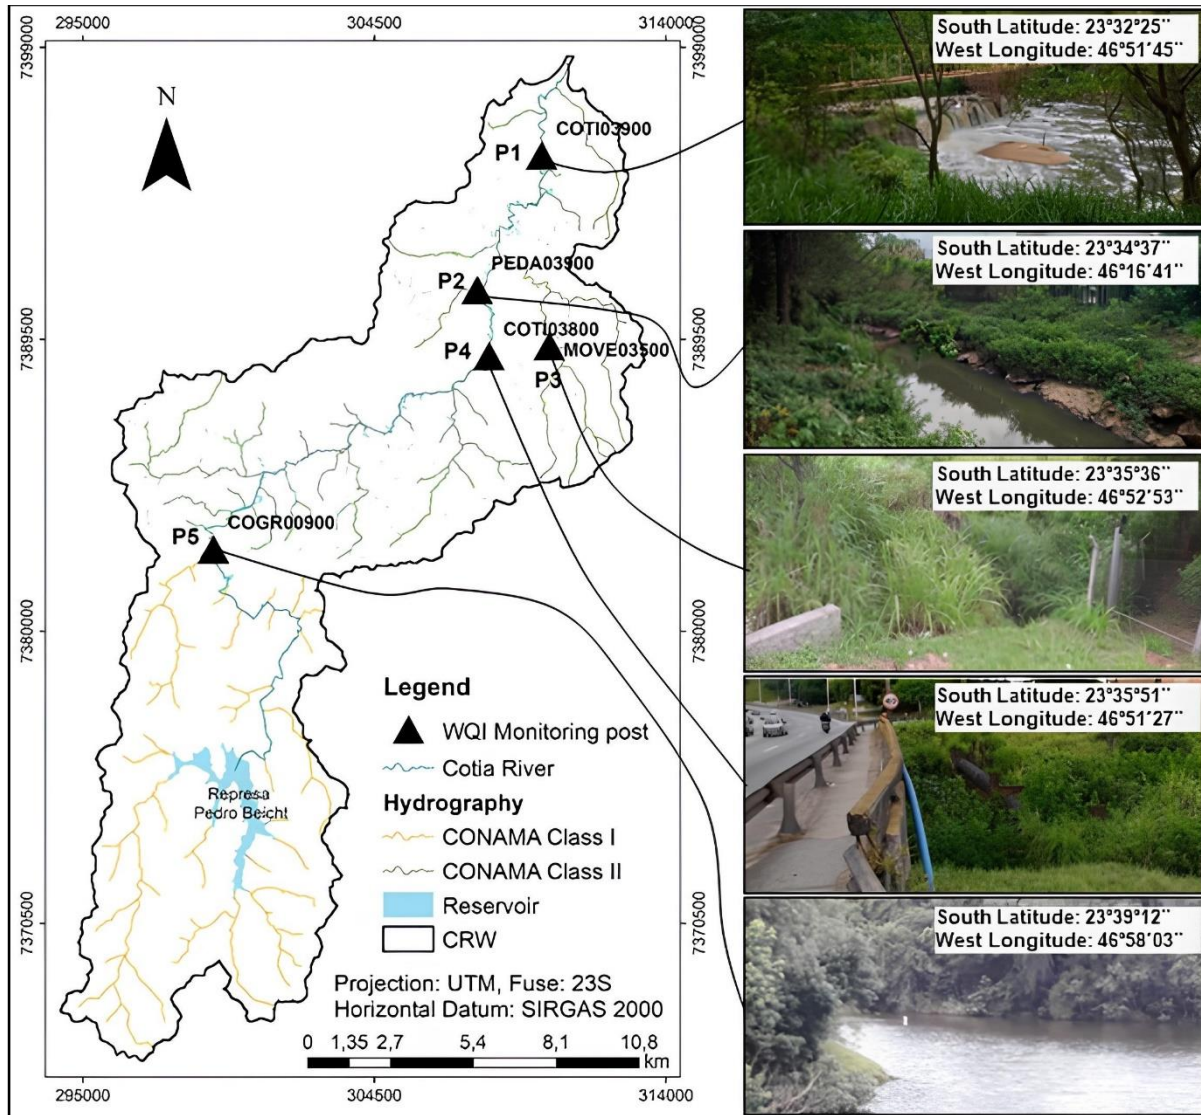 295000
304500
314000
7399000
7399000
N
COTI03900
P1
PEDA03900
P2
7389500
7389500
COTI03800
P4
MOVE03500
P3
COGR00900
P5
7380000
7380000
Represa
Pedro Beicht
Legend
WQI Monitoring post
Cotia River
Hydrography
CONAMA Class I
CONAMA Class II
Reservoir
CRW
7370500
7370500
Projection: UTM, Fuse: 23S
Horizontal Datum: SIRGAS 2000
0 1,35 2,7 5,4 8,1 10,8
km
295000
304500
314000
South Latitude: 23°32'25''
West Longitude: 46°51'45''
South Latitude: 23°34'37''
West Longitude: 46°16'41''
South Latitude: 23°35'36''
West Longitude: 46°52'53''
South Latitude: 23°35'51''
West Longitude: 46°51'27''
South Latitude: 23°39'12''
West Longitude: 46°58'03''